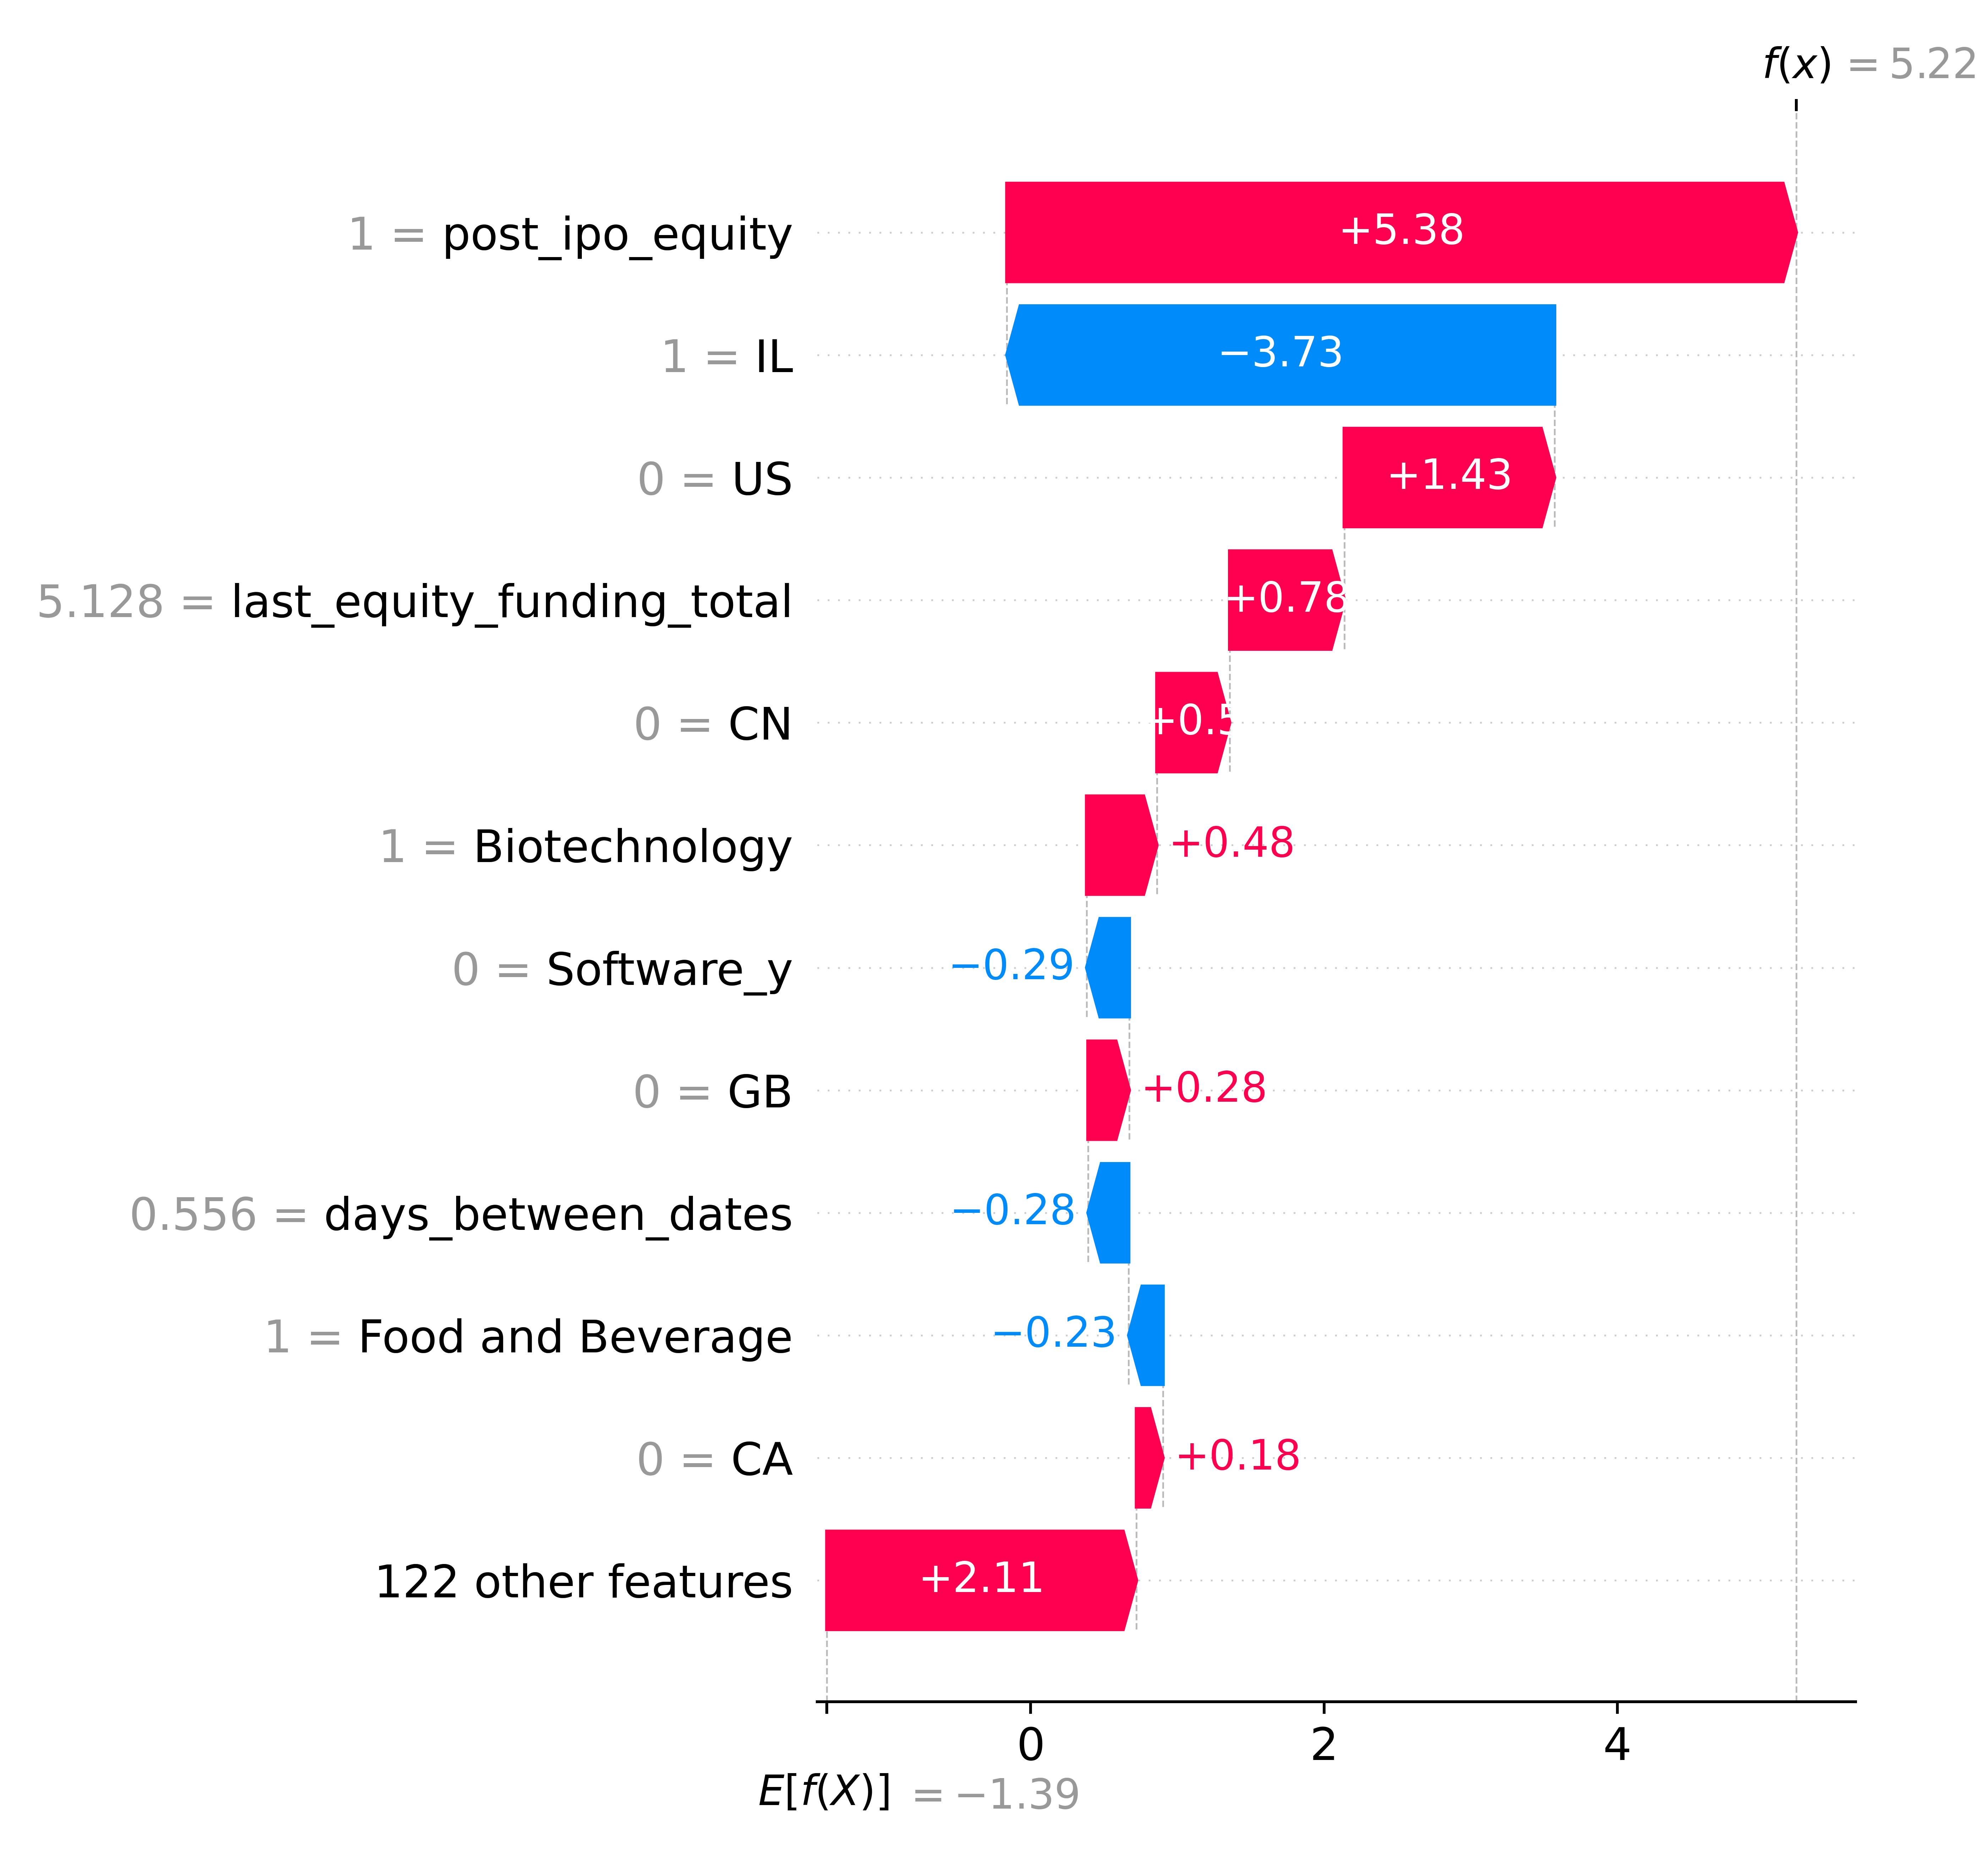 f(x) = 5.22
1 = post_ipo_equity
+5.38
1 = IL
−3.73
0 = US
+1.43
5.128 = last_equity_funding_total
+0.78
0 = CN
+0.5
1 = Biotechnology
+0.48
0 = Software_y
−0.29
0 = GB
+0.28
0.556 = days_between_dates
−0.28
1 = Food and Beverage
−0.23
0 = CA
+0.18
122 other features
+2.11
0 2 4
E[f(X)] = −1.39